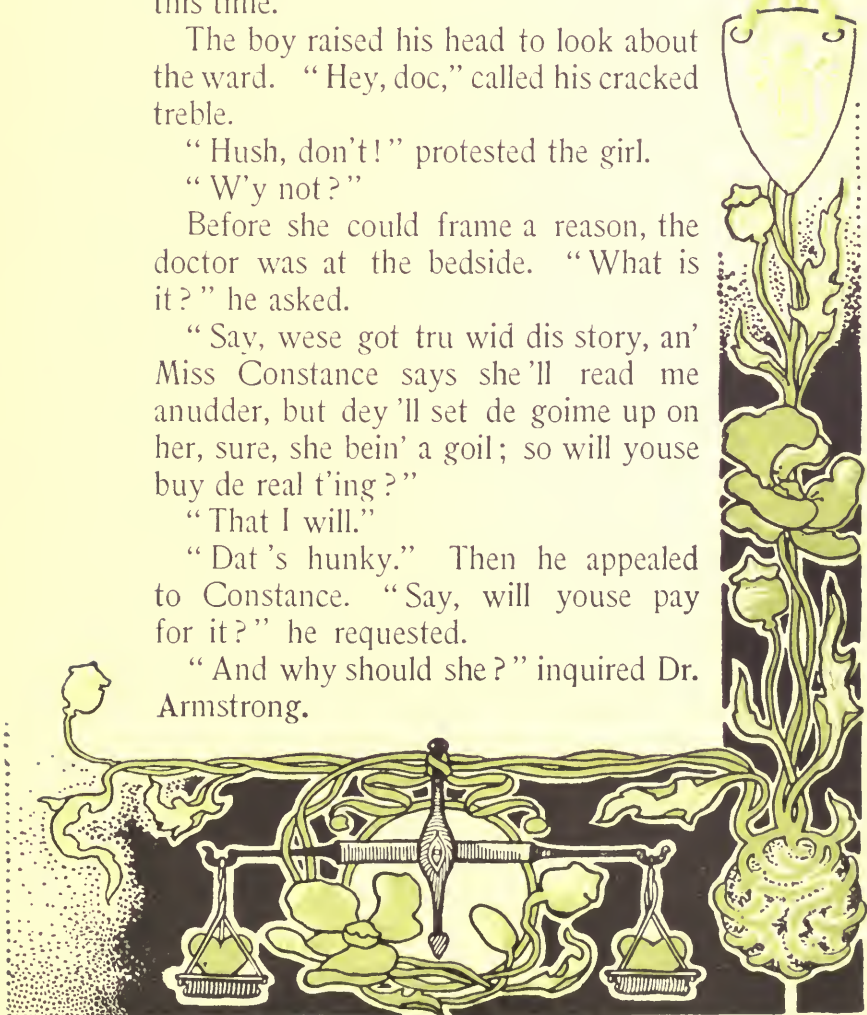 this time.
The boy raised his head to look about
the ward. "Hey, doc," called his cracked
treble.
"Hush, don't!" protested the girl.
"W'y not?"
Before she could frame a reason, the
doctor was at the bedside. "What is
it?" he asked.
"Say, wese got tru wid dis story, an'
Miss Constance says she'll read me
anudder, but dey'll set de goime up on
her, sure, she bein' a goil; so will youse
buy de real t'ing?"
"That I will."
"Dat's hunky." Then he appealed
to Constance. "Say, will youse pay
for it?" he requested.
"And why should she?" inquired Dr.
Armstrong.